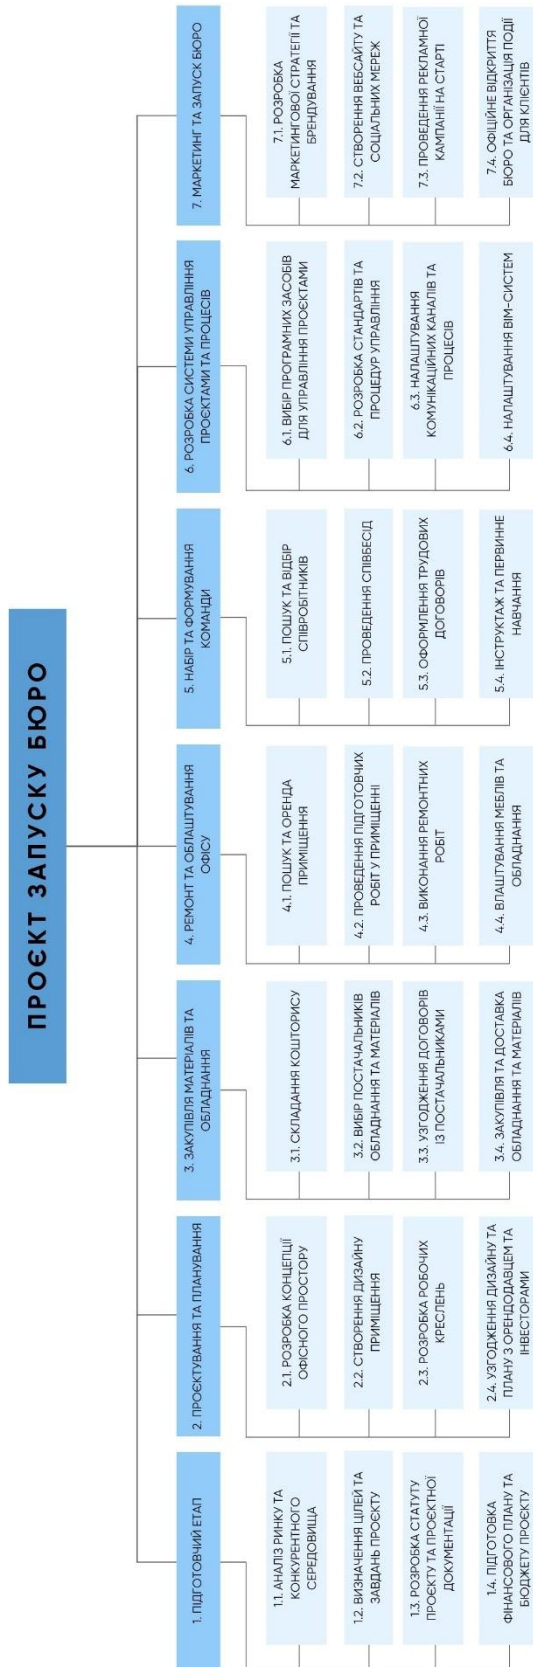 ПРОЄКТ ЗАПУСКУ БЮРО
1. ПІДГОТОВЧИЙ ЕТАП
1.1. АНАЛІЗ РИНКУ ТА
КОНКУРЕНТНОГО
СЕРЕДОВИЩА
1.2. ВИЗНАЧЕННЯ ЦІЛЕЙ ТА
ЗАВДАНЬ ПРОЄКТУ
1.3. РОЗРОБКА СТАТУТУ
ПРОЄКТУ ТА ПРОЄКТНОЇ
ДОКУМЕНТАЦІЇ
1.4. ПІДГОТОВКА
ФІНАНСОВОГО ПЛАНУ ТА
БЮДЖЕТУ ПРОЄКТУ
2. ПРОЄКТУВАННЯ ТА ПЛАНУВАННЯ
2.1. РОЗРОБКА КОНЦЕПЦІЇ
ОФІСНОГО ПРОСТОРУ
2.2. СТВОРЕННЯ ДИЗАЙНУ
ПРИМІЩЕННЯ
2.3. РОЗРОБКА РОБОЧИХ
КРЕСЛЕНЬ
2.4. УЗГОДЖЕННЯ ДИЗАЙНУ ТА
ПЛАНУ З ОРЕНДОДАВЦЕМ ТА
ІНВЕСТОРАМИ
3. ЗАКУПІВЛЯ МАТЕРІАЛІВ ТА
ОБЛАДНАННЯ
3.1. СКЛАДАННЯ КОШТОРИСУ
3.2. ВИБІР ПОСТАЧАЛЬНИКІВ
ОБЛАДНАННЯ ТА МАТЕРІАЛІВ
3.3. УЗГОДЖЕННЯ ДОГОВОРІВ
ІЗ ПОСТАЧАЛЬНИКАМИ
3.4. ЗАКУПІВЛЯ ТА ДОСТАВКА
ОБЛАДНАННЯ ТА МАТЕРІАЛІВ
4. РЕМОНТ ТА ОБЛАШТУВАННЯ
ОФІСУ
4.1. ПОШУК ТА ОРЕНДА
ПРИМІЩЕННЯ
4.2. ПРОВЕДЕННЯ ПІДГОТОВЧИХ
РОБІТ У ПРИМІЩЕННІ
4.3. ВИКОНАННЯ РЕМОНТНИХ
РОБІТ
4.4. ВЛАШТУВАННЯ МЕБЛІВ ТА
ОБЛАДНАННЯ
5. НАБІР ТА ФОРМУВАННЯ
КОМАНДИ
5.1. ПОШУК ТА ВІДБІР
СПІВРОБІТНИКІВ
5.2. ПРОВЕДЕННЯ СПІВБЕСІД
5.3. ОФОРМЛЕННЯ ТРУДОВИХ
ДОГОВОРІВ
5.4. ІНСТРУКТАЖ ТА ПЕРВИННЕ
НАВЧАННЯ
6. РОЗРОБКА СИСТЕМИ УПРАВЛІННЯ
ПРОЄКТАМИ ТА ПРОЦЕСІВ
6.1. ВИБІР ПРОГРАМНИХ ЗАСОБІВ
ДЛЯ УПРАВЛІННЯ ПРОЄКТАМИ
6.2. РОЗРОБКА СТАНДАРТІВ ТА
ПРОЦЕДУР УПРАВЛІННЯ
6.3. НАЛАШТУВАННЯ
КОМУНІКАЦІЙНИХ КАНАЛІВ ТА
ПРОЦЕСІВ
6.4. НАЛАШТУВАННЯ BIM-СИСТЕМ
7. МАРКЕТИНГ ТА ЗАПУСК БЮРО
7.1. РОЗРОБКА
МАРКЕТИНГОВОЇ СТРАТЕГІЇ ТА
БРЕНДУВАННЯ
7.2. СТВОРЕННЯ ВЕБСАЙТУ ТА
СОЦІАЛЬНИХ МЕРЕЖ
7.3. ПРОВЕДЕННЯ РЕКЛАМНОЇ
КАМПАНІЇ НА СТАРТІ
7.4. ОФІЦІЙНЕ ВІДКРИТТЯ
БЮРО ТА ОРГАНІЗАЦІЯ ПОДІЇ
ДЛЯ КЛІЄНТІВ